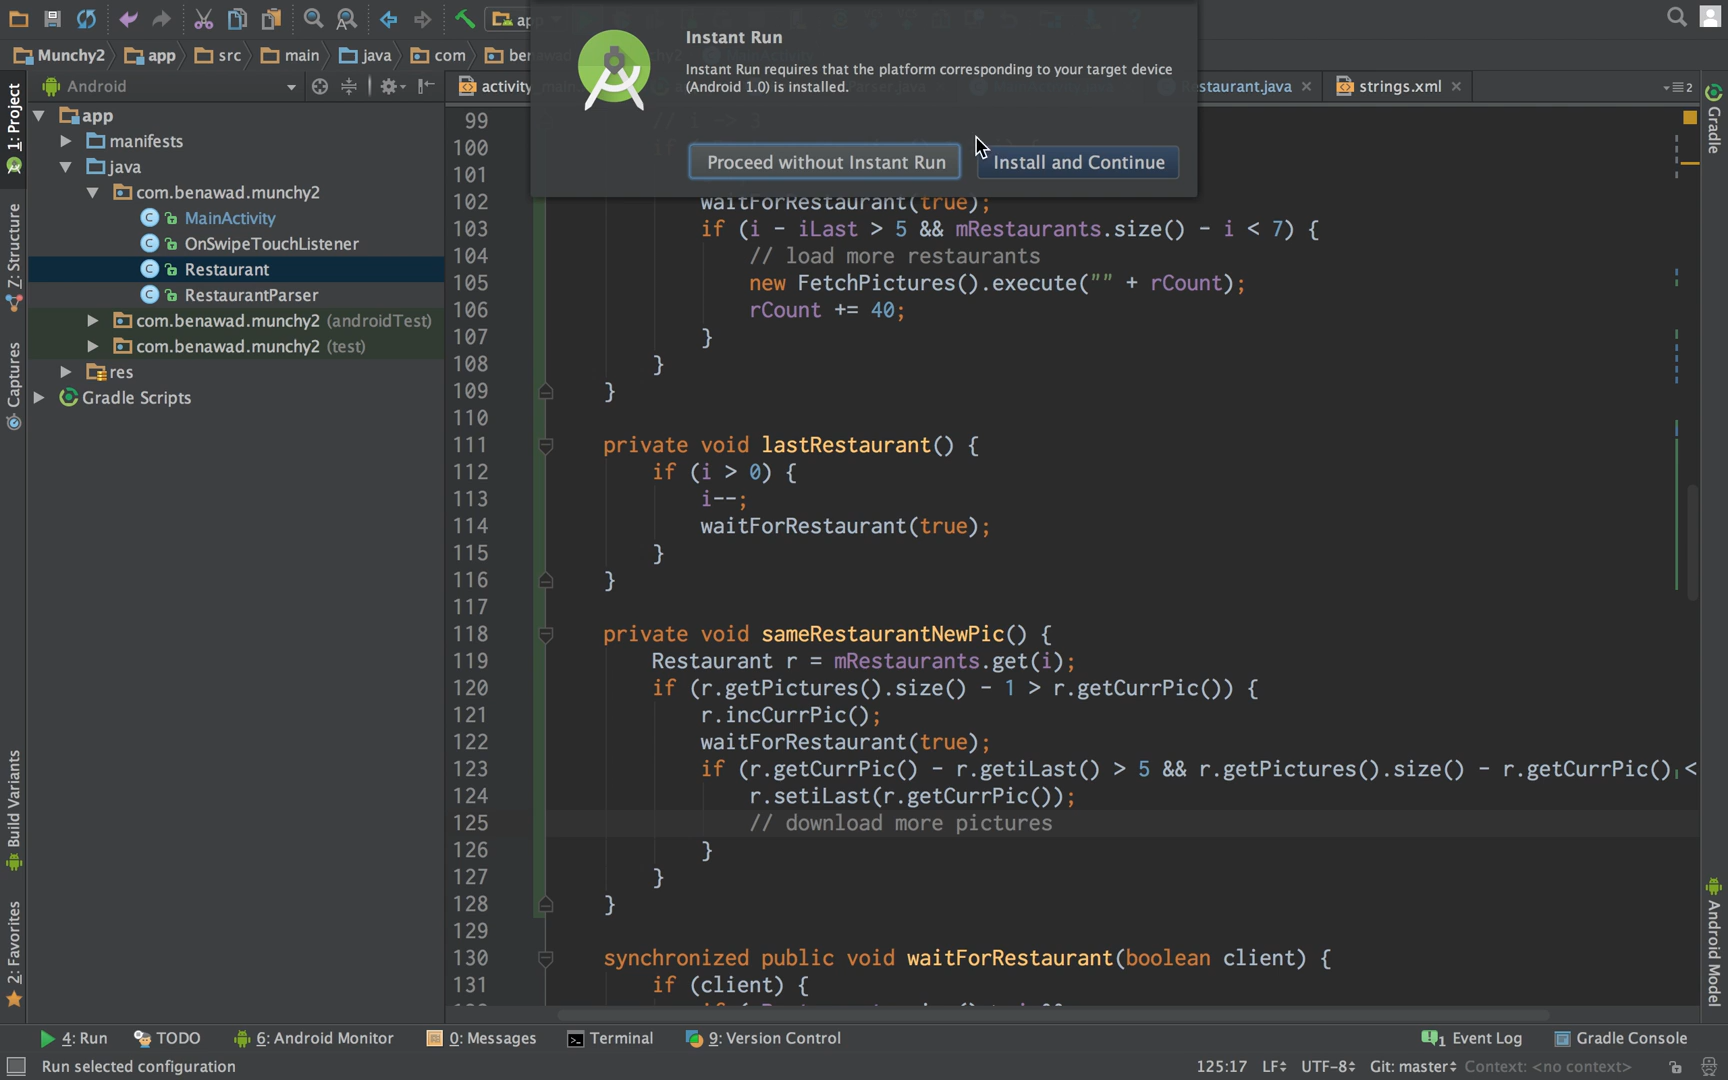 app
Munchy2
app
src
main
java
com
Android
activity_main
Restaurant.java
strings.xml
2
Instant Run
Instant Run requires that the platform corresponding to your target device
(Android 1.0) is installed.
Proceed without Instant Run
Install and Continue
1: Project
Z: Structure
Captures
Build Variants
2: Favorites
Gradle
Android Model
app
manifests
java
com.benawad.munchy2
MainActivity
OnSwipeTouchListener
Restaurant
RestaurantParser
com.benawad.munchy2 (androidTest)
com.benawad.munchy2 (test)
res
Gradle Scripts
99
100
101
102 waitForRestaurant(true);
103 if (i - iLast > 5 && mRestaurants.size() - i < 7) {
104 // load more restaurants
105 new FetchPictures().execute("" + rCount);
106 rCount += 40;
107 }
108 }
109 }
110
111 private void lastRestaurant() {
112 if (i > 0) {
113 i--;
114 waitForRestaurant(true);
115 }
116 }
117
118 private void sameRestaurantNewPic() {
119 Restaurant r = mRestaurants.get(i);
120 if (r.getPictures().size() - 1 > r.getCurrPic()) {
121 r.incCurrPic();
122 waitForRestaurant(true);
123 if (r.getCurrPic() - r.getiLast() > 5 && r.getPictures().size() - r.getCurrPic() <
124 r.setiLast(r.getCurrPic());
125 // download more pictures
126 }
127 }
128 }
129
130 synchronized public void waitForRestaurant(boolean client) {
131 if (client) {
4: Run
TODO
6: Android Monitor
0: Messages
Terminal
9: Version Control
1 Event Log
Gradle Console
Run selected configuration
125:17
LF
UTF-8
Git: master
Context: <no context>